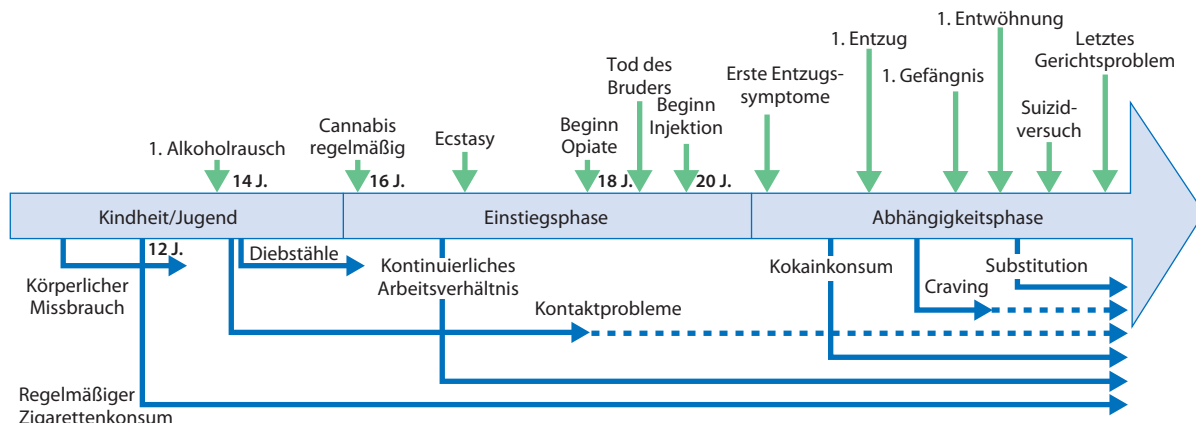 1. Entwöhnung
1. Entzug
Letztes
Gerichtsproblem
Tod des
Bruders
Erste Entzugs-
symptome
1. Gefängnis
Suizid-
versuch
Cannabis
regelmäßig
Ecstasy
Beginn
Opiate
Beginn
Injektion
1. Alkoholrausch
14 J.
16 J.
18 J.
20 J.
Kindheit/Jugend
Einstiegsphase
Abhängigkeitsphase
12 J.
Diebstähle
Körperlicher
Missbrauch
Kontinuierliches
Arbeitsverhältnis
Kokainkonsum
Substitution
Craving
Kontaktprobleme
Regelmäßiger
Zigarettenkonsum